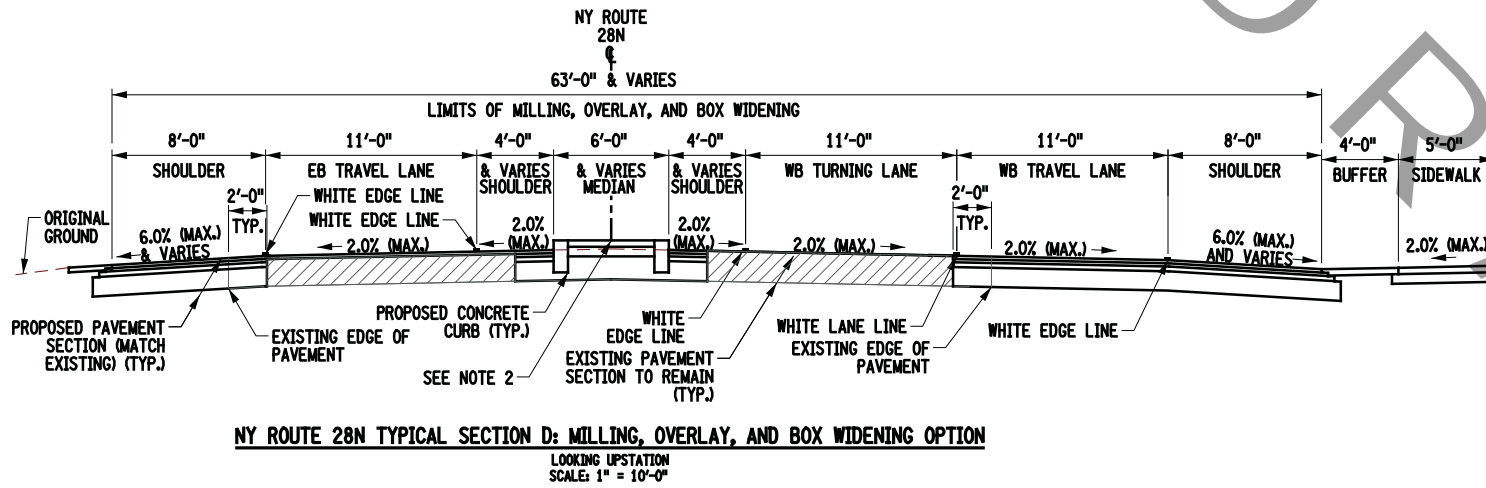 NY ROUTE
28N
℄
63'-0" & VARIES
LIMITS OF MILLING, OVERLAY, AND BOX WIDENING
8'-0"
SHOULDER
11'-0"
EB TRAVEL LANE
4'-0"
& VARIES
SHOULDER
6'-0"
& VARIES
MEDIAN
4'-0"
& VARIES
SHOULDER
11'-0"
WB TURNING LANE
11'-0"
WB TRAVEL LANE
8'-0"
SHOULDER
4'-0"
BUFFER
5'-0"
SIDEWALK
2'-0"
TYP.
WHITE EDGE LINE
WHITE EDGE LINE
2'-0"
TYP.
ORIGINAL
GROUND
6.0% (MAX.)
& VARIES
2.0% (MAX.)
2.0%
(MAX.)
2.0%
(MAX.)
2.0% (MAX.)
2.0% (MAX.)
6.0% (MAX.)
AND VARIES
2.0% (MAX.)
PROPOSED PAVEMENT
SECTION (MATCH
EXISTING) (TYP.)
EXISTING EDGE OF
PAVEMENT
PROPOSED CONCRETE
CURB (TYP.)
SEE NOTE 2
WHITE
EDGE LINE
EXISTING PAVEMENT
SECTION TO REMAIN
(TYP.)
WHITE LANE LINE
EXISTING EDGE OF
PAVEMENT
WHITE EDGE LINE
NY ROUTE 28N TYPICAL SECTION D: MILLING, OVERLAY, AND BOX WIDENING OPTION
LOOKING UPSTATION
SCALE: 1" = 10'-0"